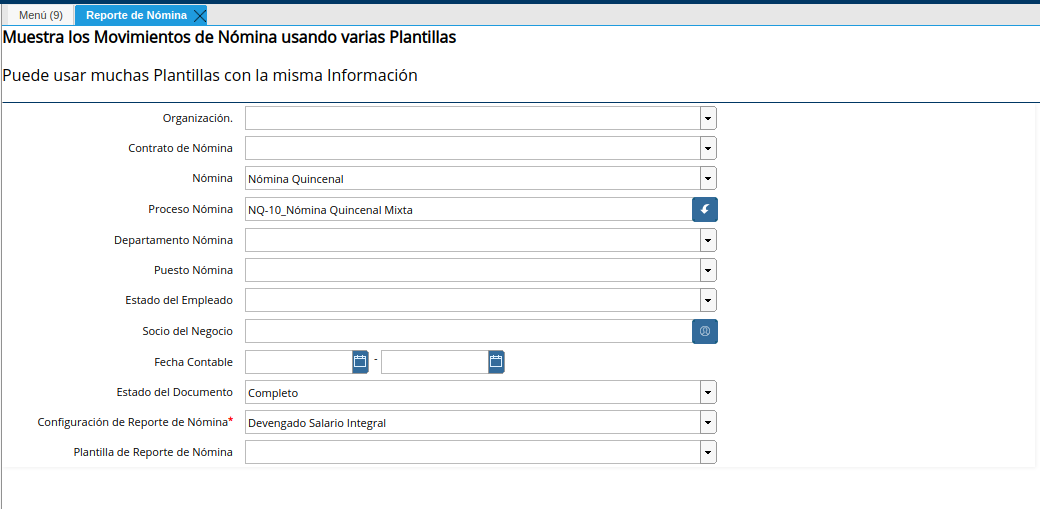 Menú (9) Reporte de Nómina
Muestra los Movimientos de Nómina usando varias Plantillas
Puede usar muchas Plantillas con la misma Información
Organización.
Contrato de Nómina
Nómina Nómina Quincenal
Proceso Nómina NQ-10_Nómina Quincenal Mixta
Departamento Nómina
Puesto Nómina
Estado del Empleado
Socio del Negocio
Fecha Contable -
Estado del Documento Completo
Configuración de Reporte de Nómina* Devengado Salario Integral
Plantilla de Reporte de Nómina